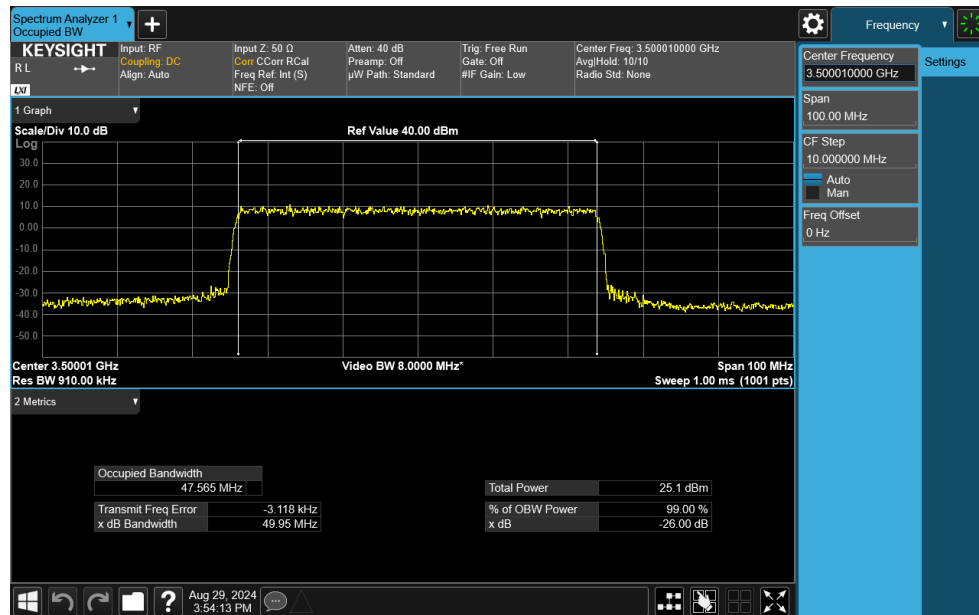 Spectrum Analyzer 1
Occupied BW
+
Frequency
KEYSIGHT
R L
LXI
Input: RF
Coupling: DC
Align: Auto
Input Z: 50 Ω
Corr CCorr RCal
Freq Ref: Int (S)
NFE: Off
Atten: 40 dB
Preamp: Off
µW Path: Standard
Trig: Free Run
Gate: Off
#IF Gain: Low
Center Freq: 3.500010000 GHz
Avg|Hold: 10/10
Radio Std: None
Center Frequency
3.500010000 GHz
Settings
Span
100.00 MHz
CF Step
10.000000 MHz
Auto
Man
Freq Offset
0 Hz
1 Graph
Scale/Div 10.0 dB
Ref Value 40.00 dBm
Log
30.0
20.0
10.0
0.00
-10.0
-20.0
-30.0
-40.0
-50.0
Center 3.50001 GHz
Video BW 8.0000 MHz*
Span 100 MHz
Res BW 910.00 kHz
Sweep 1.00 ms (1001 pts)
2 Metrics
Occupied Bandwidth
47.565 MHz
Total Power 25.1 dBm
Transmit Freq Error -3.118 kHz
% of OBW Power 99.00 %
x dB Bandwidth 49.95 MHz
x dB -26.00 dB
?
Aug 29, 2024
3:54:13 PM